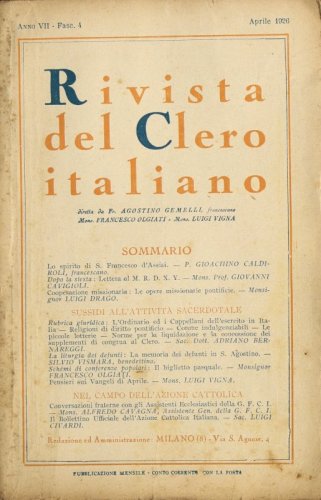 ANNO VII - FASC. 4 Aprile 1926
Rivista
del Clero
italiano
diretta da Fr. AGOSTINO GEMELLI, francescano
Mons. FRANCESCO OLGIATI - Mons. LUIGI VIGNA
SOMMARIO
Lo spirito di S. Francesco d'Assisi. — P. GIOACHINO CALDI-
ROLI, francescano.
Dopo la siesta: Lettera al M. R. D. X. Y. — Mons. Prof. GIOVANNI
CAVIGIOLI.
Cooperazione missionaria: Le opere missionarie pontificie. — Monsi-
gnor LUIGI DRAGO.
SUSSIDI ALL'ATTIVITÀ SACERDOTALE
Rubrica giuridica: L'Ordinario ed i Cappellani dell'esercito in Ita-
lia — Religioni di diritto pontificio — Comete indulgenziabili — Le
piccole lotterie — Norme per la liquidazione e la concessione dei
supplementi di congrua al Clero. — Sac. Dott. ADRIANO BER-
NAREGGI.
La liturgia dei defunti: La memoria dei defunti in S. Agostino. —
SILVIO VISMARA, benedettino.
Schemi di conferenze popolari: Il biglietto pasquale. — Monsignor
FRANCESCO OLGIATI.
Pensieri sui Vangeli di Aprile. — Mons. LUIGI VIGNA.
NEL CAMPO DELL'AZIONE CATTOLICA
Conversazioni fraterne con gli Assistenti Ecclesiastici della G. F. C. I.
— Mons. ALFREDO CAVAGNA, Assistente Gen. della G. F. C. I.
Il Bollettino Ufficiale dell'Azione Cattolica Italiana. — Sac. LUIGI
CIVARDI.
Redazione ed Amministrazione: MILANO (8) - Via S. Agnese, 4
PUBBLICAZIONE MENSILE - CONTO CORRENTE CON LA POSTA